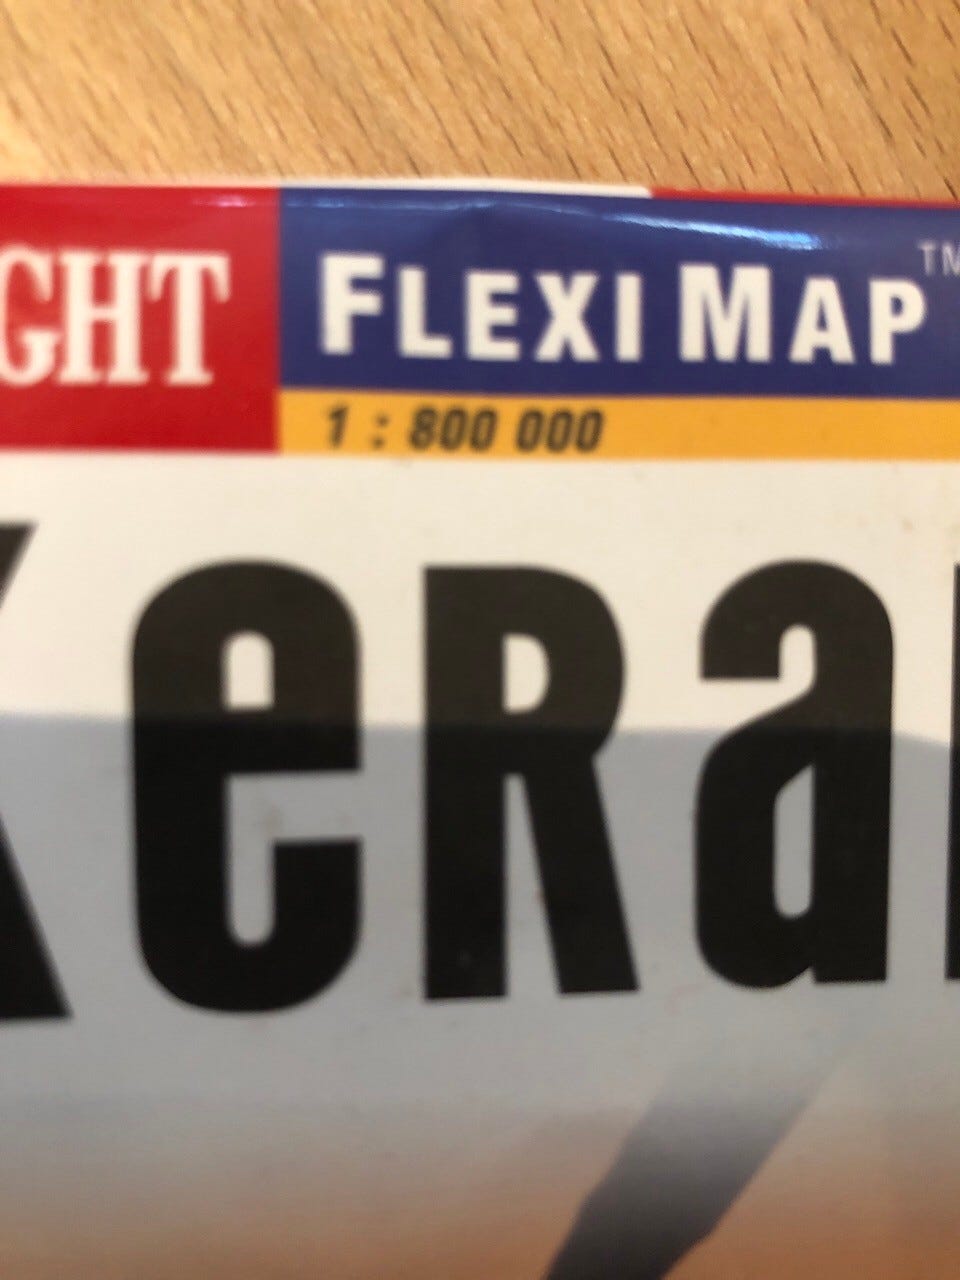 GHT FLEXI MAP™
1 : 800 000
KeRa